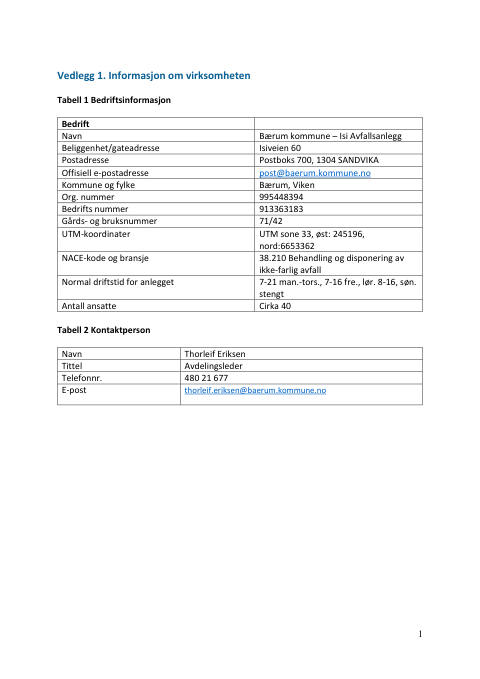 Vedlegg 1. Informasjon om virksomheten
Tabell 1 Bedriftsinformasjon
Bedrift
Navn Bærum kommune – Isi Avfallsanlegg
Beliggenhet/gateadresse Isiveien 60
Postadresse Postboks 700, 1304 SANDVIKA
Offisiell e-postadresse post@baerum.kommune.no
Kommune og fylke Bærum, Viken
Org. nummer 995448394
Bedrifts nummer 913363183
Gårds- og bruksnummer 71/42
UTM-koordinater UTM sone 33, øst: 245196,
nord:6653362
NACE-kode og bransje 38.210 Behandling og disponering av
ikke-farlig avfall
Normal driftstid for anlegget 7-21 man.-tors., 7-16 fre., lør. 8-16, søn.
stengt
Antall ansatte Cirka 40
Tabell 2 Kontaktperson
Navn Thorleif Eriksen
Tittel Avdelingsleder
Telefonnr. 480 21 677
E-post thorleif.eriksen@baerum.kommune.no
1